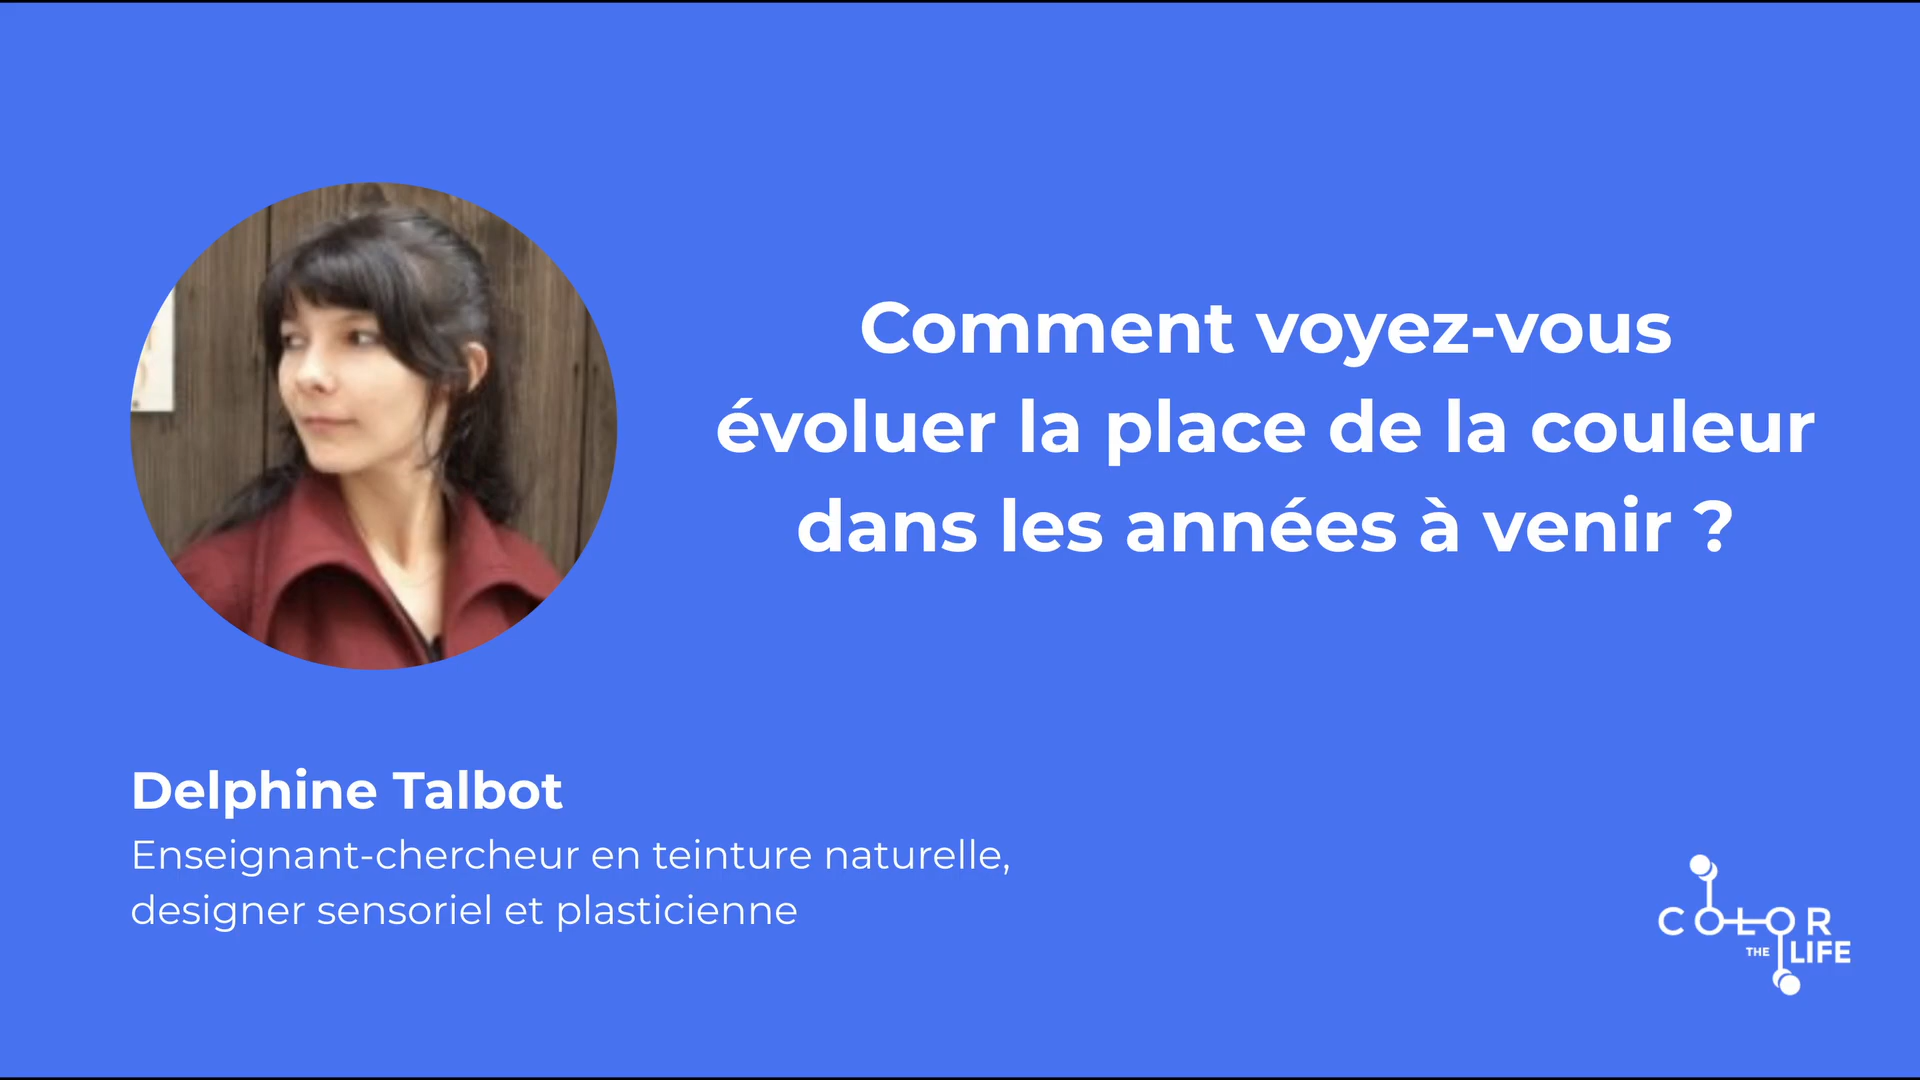 Comment voyez-vous
évoluer la place de la couleur
dans les années à venir ?
Delphine Talbot
Enseignant-chercheur en teinture naturelle,
designer sensoriel et plasticienne
COLOR
THE LIFE